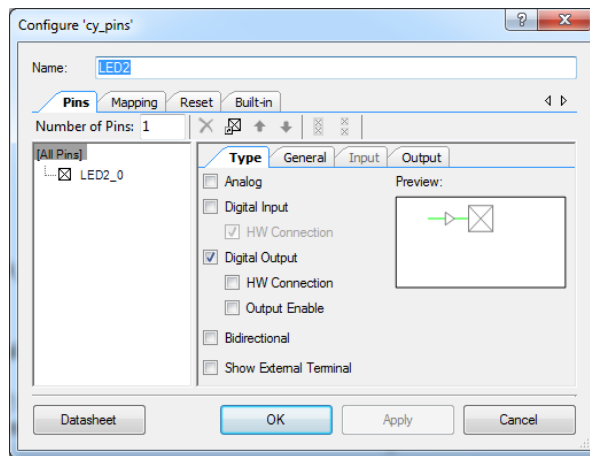 Configure 'cy_pins'
Name: LED2
Pins Mapping Reset Built-in
Number of Pins: 1
[All Pins]
LED2_0
Type General Input Output
Analog
Preview:
Digital Input
HW Connection
Digital Output
HW Connection
Output Enable
Bidirectional
Show External Terminal
Datasheet OK Apply Cancel